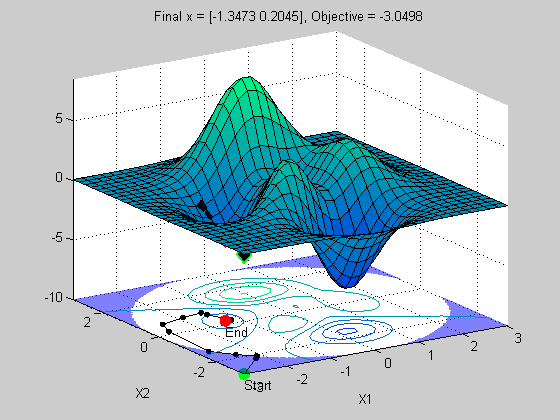 Final x = [-1.3473 0.2045], Objective = -3.0498
5
0
-5
-10
2
0
-2
End
Start
-2
-1
0
1
2
3
X2
X1